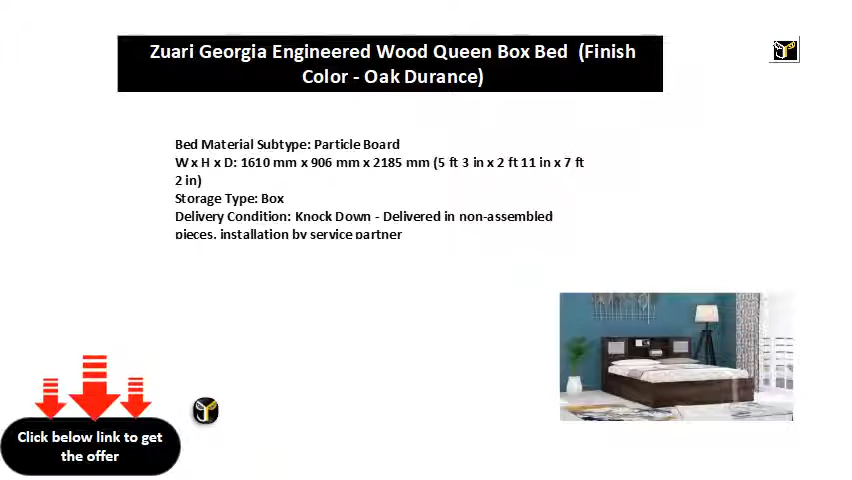 Zuari Georgia Engineered Wood Queen Box Bed (Finish
Color - Oak Durance)
Bed Material Subtype: Particle Board
W x H x D: 1610 mm x 906 mm x 2185 mm (5 ft 3 in x 2 ft 11 in x 7 ft
2 in)
Storage Type: Box
Delivery Condition: Knock Down - Delivered in non-assembled
pieces, installation by service partner
Click below link to get
the offer